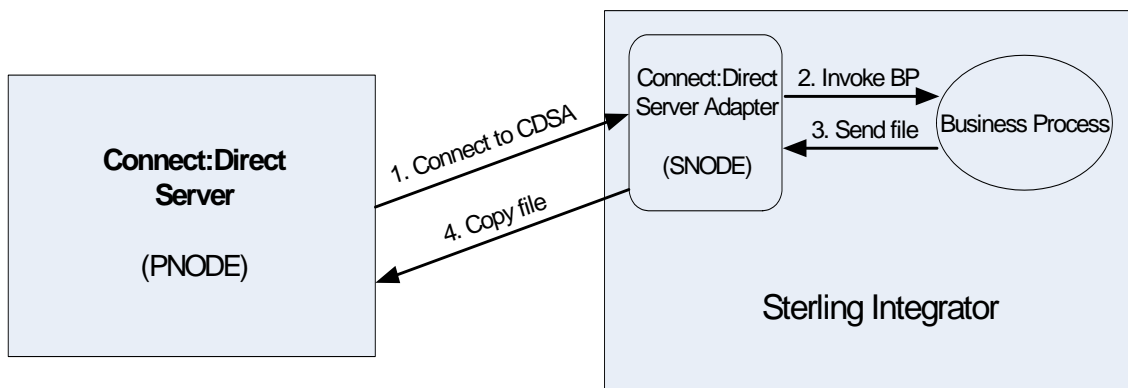 Connect:Direct
Server
(PNODE)
1. Connect to CDSA
4. Copy file
Connect:Direct
Server Adapter
(SNODE)
2. Invoke BP
3. Send file
Business Process
Sterling Integrator